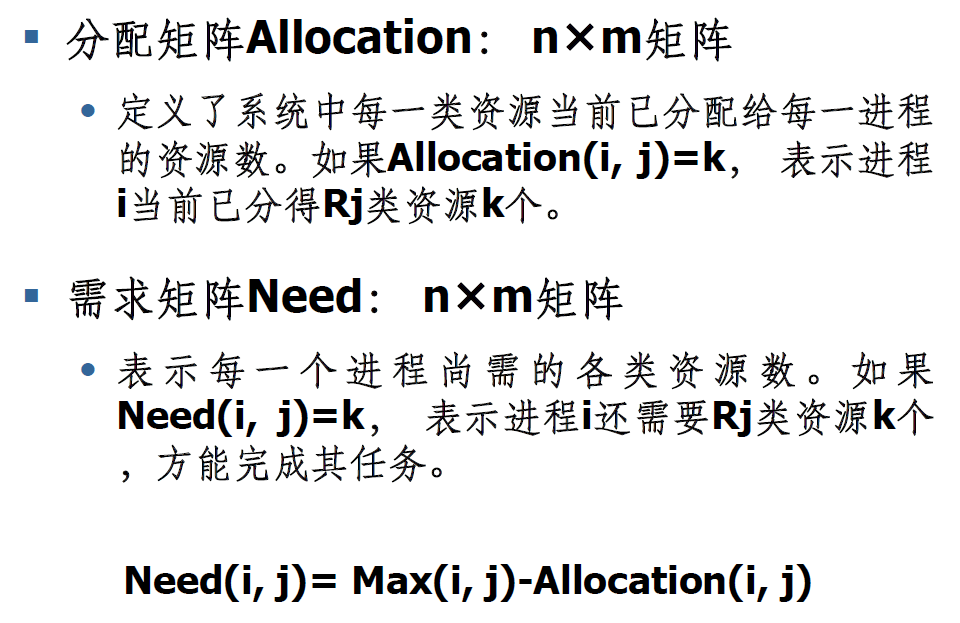 ▪ 分配矩阵Allocation： n×m矩阵
• 定义了系统中每一类资源当前已分配给每一进程
的资源数。如果Allocation(i, j)=k， 表示进程
i当前已分得Rj类资源k个。
▪ 需求矩阵Need： n×m矩阵
• 表示每一个进程尚需的各类资源数。如果
Need(i, j)=k， 表示进程i还需要Rj类资源k个
，方能完成其任务。
Need(i, j)= Max(i, j)-Allocation(i, j)